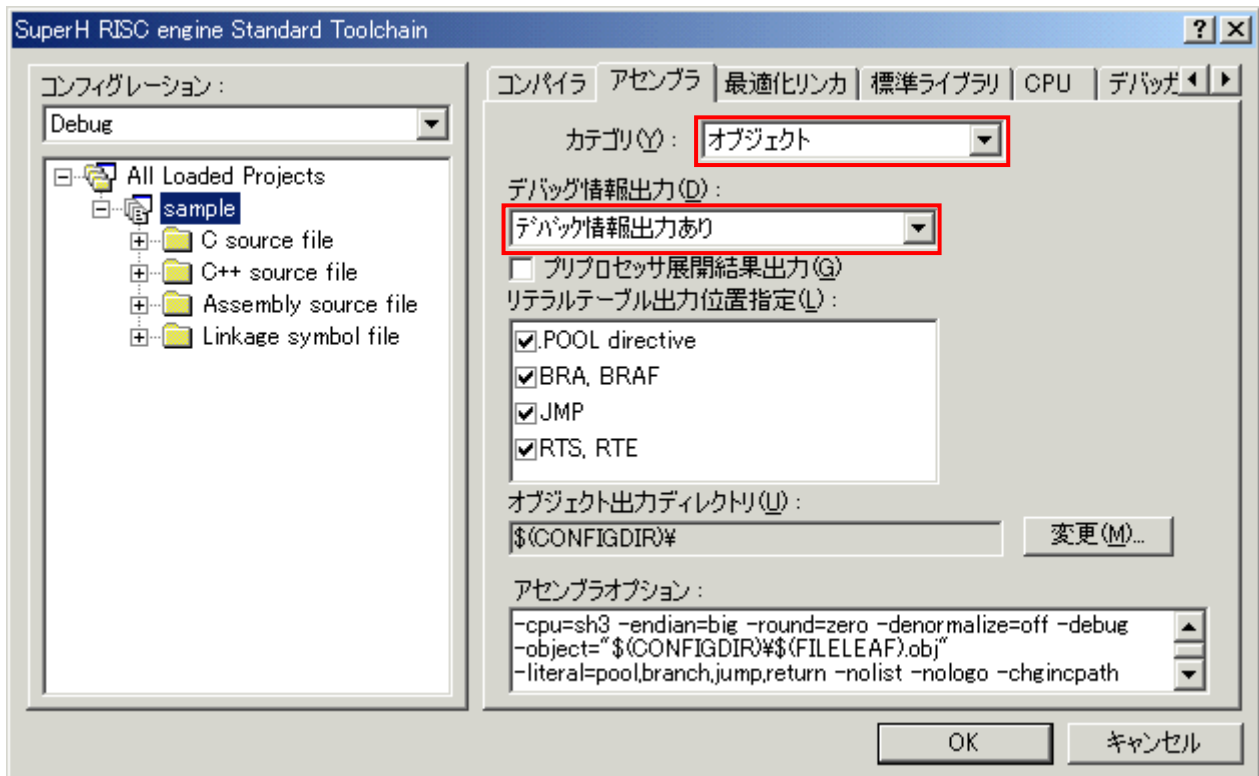 SuperH RISC engine Standard Toolchain
コンフィグレーション :
Debug
All Loaded Projects
sample
C source file
C++ source file
Assembly source file
Linkage symbol file
コンパイラ アセンブラ 最適化リンカ 標準ライブラリ CPU デバッガ
カテゴリ(Y) : オブジェクト
デバッグ情報出力(D) :
デバック情報出力あり
プリプロセッサ展開結果出力(G)
リテラルテーブル出力位置指定(L) :
.POOL directive
BRA, BRAF
JMP
RTS, RTE
オブジェクト出力ディレクトリ(U) :
$(CONFIGDIR)¥
変更(M)...
アセンブラオプション :
-cpu=sh3 -endian=big -round=zero -denormalize=off -debug
-object="$(CONFIGDIR)¥$(FILELEAF).obj"
-literal=pool,branch,jump,return -nolist -nologo -chgincpath
OK キャンセル